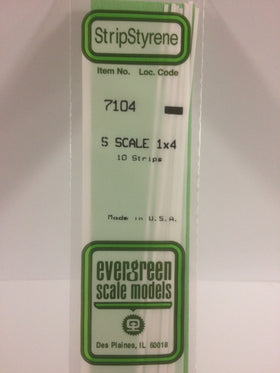 StripStyrene
Item No. Loc. Code
7104
S SCALE 1x4
10 Strips
Made in U.S.A.
evergreen
scale models
Des Plaines, IL 60018